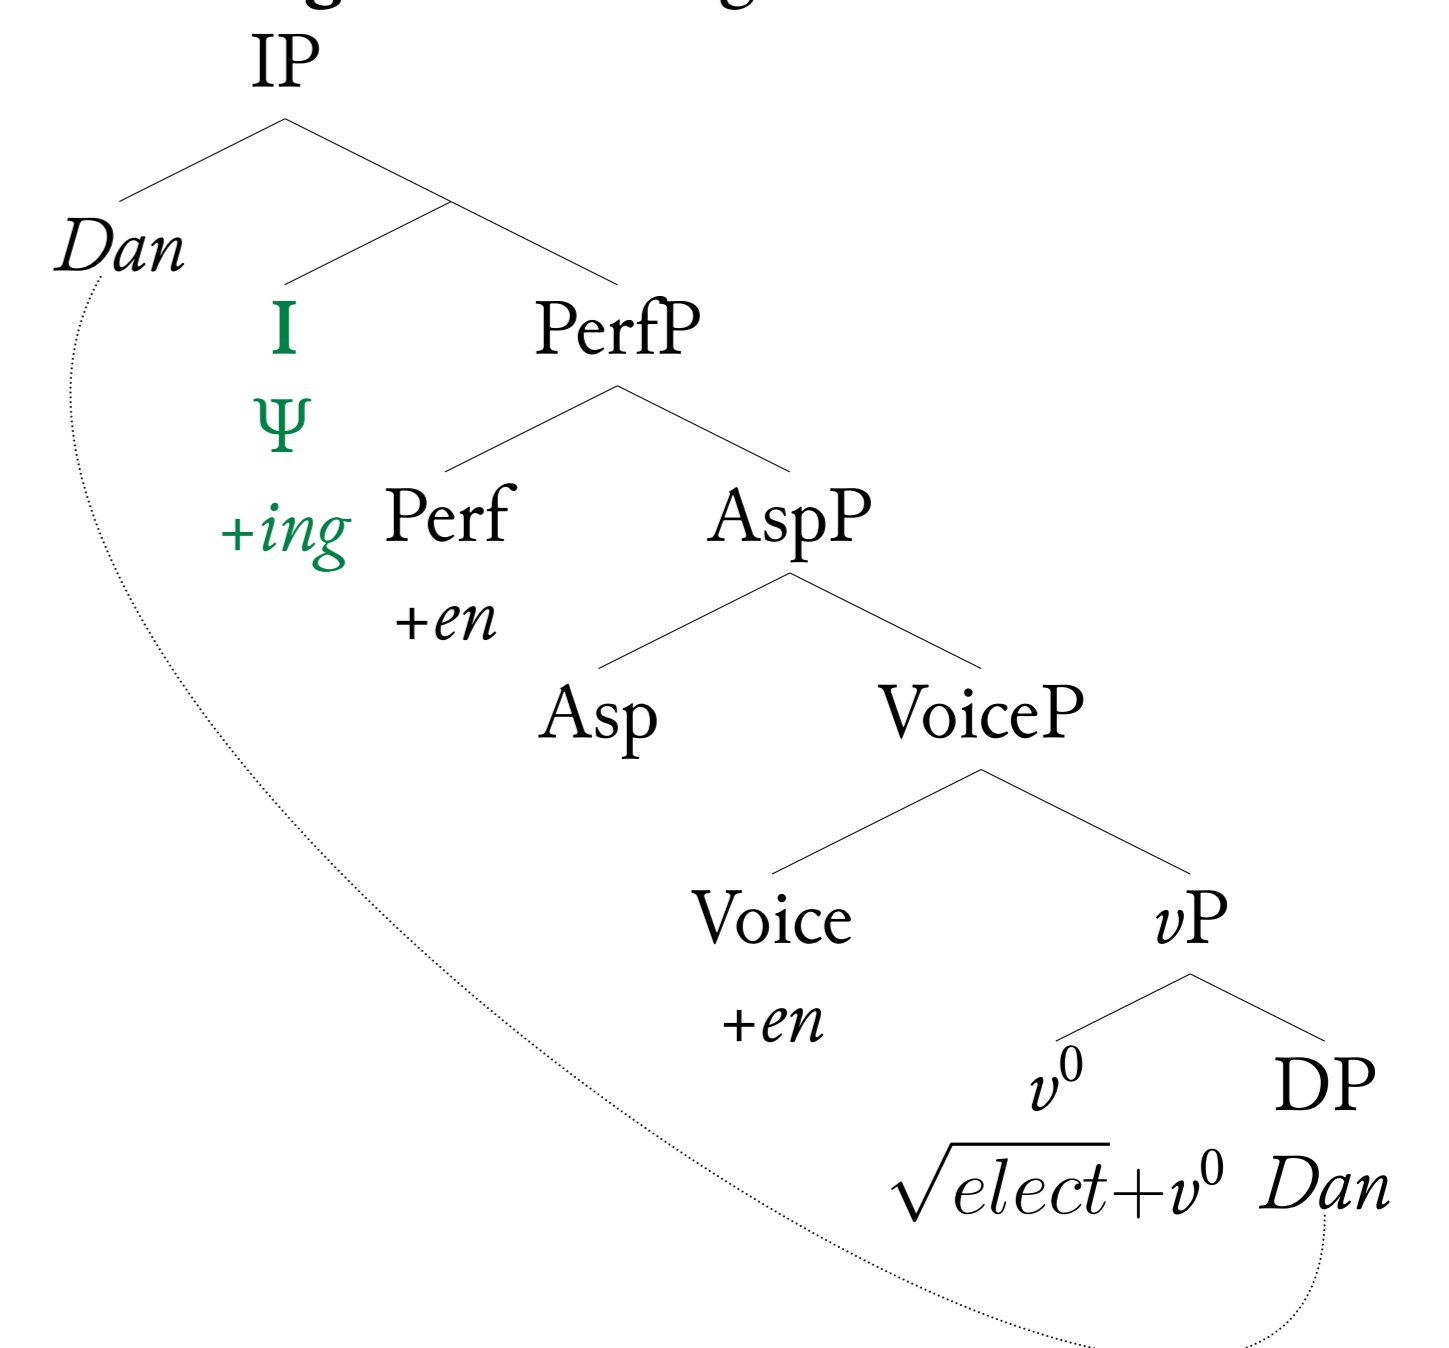 IP
Dan
I PerfP
Ψ
+ing Perf AspP
+en
Asp VoiceP
Voice vP
+en
v⁰ DP
√elect+v⁰ Dan